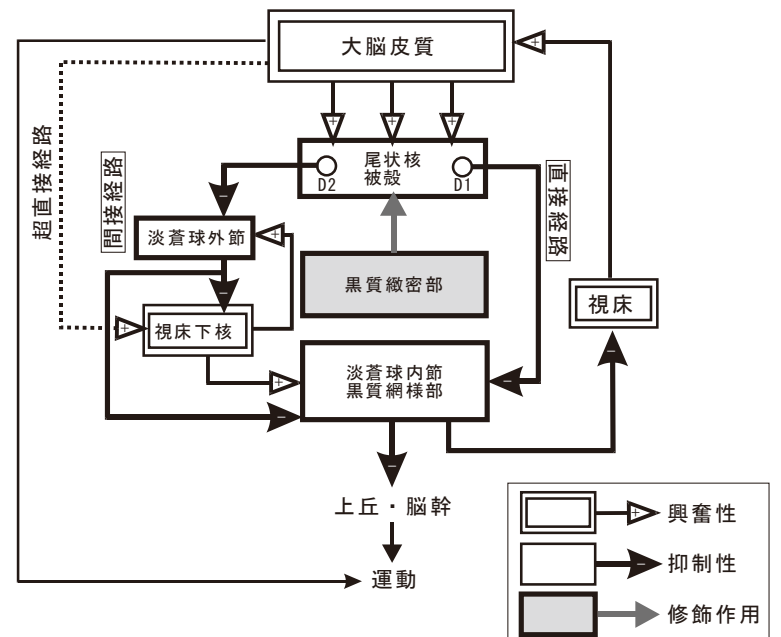 大脳皮質
+
+
+
+
超直接経路
間接経路
直接経路
尾状核
被殻
D2
D1
−
淡蒼球外節
+
黒質緻密部
視床
−
+
視床下核
淡蒼球内節
黒質網様部
+
−
−
−
−
上丘・脳幹
運動
+
興奮性
−
抑制性
修飾作用